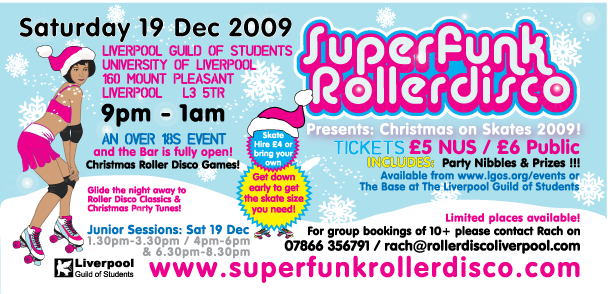 Saturday 19 Dec 2009
LIVERPOOL GUILD OF STUDENTS
UNIVERSITY OF LIVERPOOL
160 MOUNT PLEASANT
LIVERPOOL L3 5TR
9pm - 1am
AN OVER 18S EVENT
and the Bar is fully open!
Christmas Roller Disco Games!
Glide the night away to
Roller Disco Classics &
Christmas Party Tunes!
Junior Sessions: Sat 19 Dec
1.30pm-3.30pm / 4pm-6pm
& 6.30pm-8.30pm
Liverpool
Guild of Students
Skate
Hire £4 or
bring your
own
Get down
early to get
the skate size
you need!
SuperFunk
Rollerdisco
Presents: Christmas on Skates 2009!
TICKETS £5 NUS / £6 Public
INCLUDES: Party Nibbles & Prizes !!!
Available from www.lgos.org/events or
The Base at The Liverpool Guild of Students
Limited places available!
For group bookings of 10+ please contact Rach on
07866 356791 / rach@rollerdiscoliverpool.com
www.superfunkrollerdisco.com